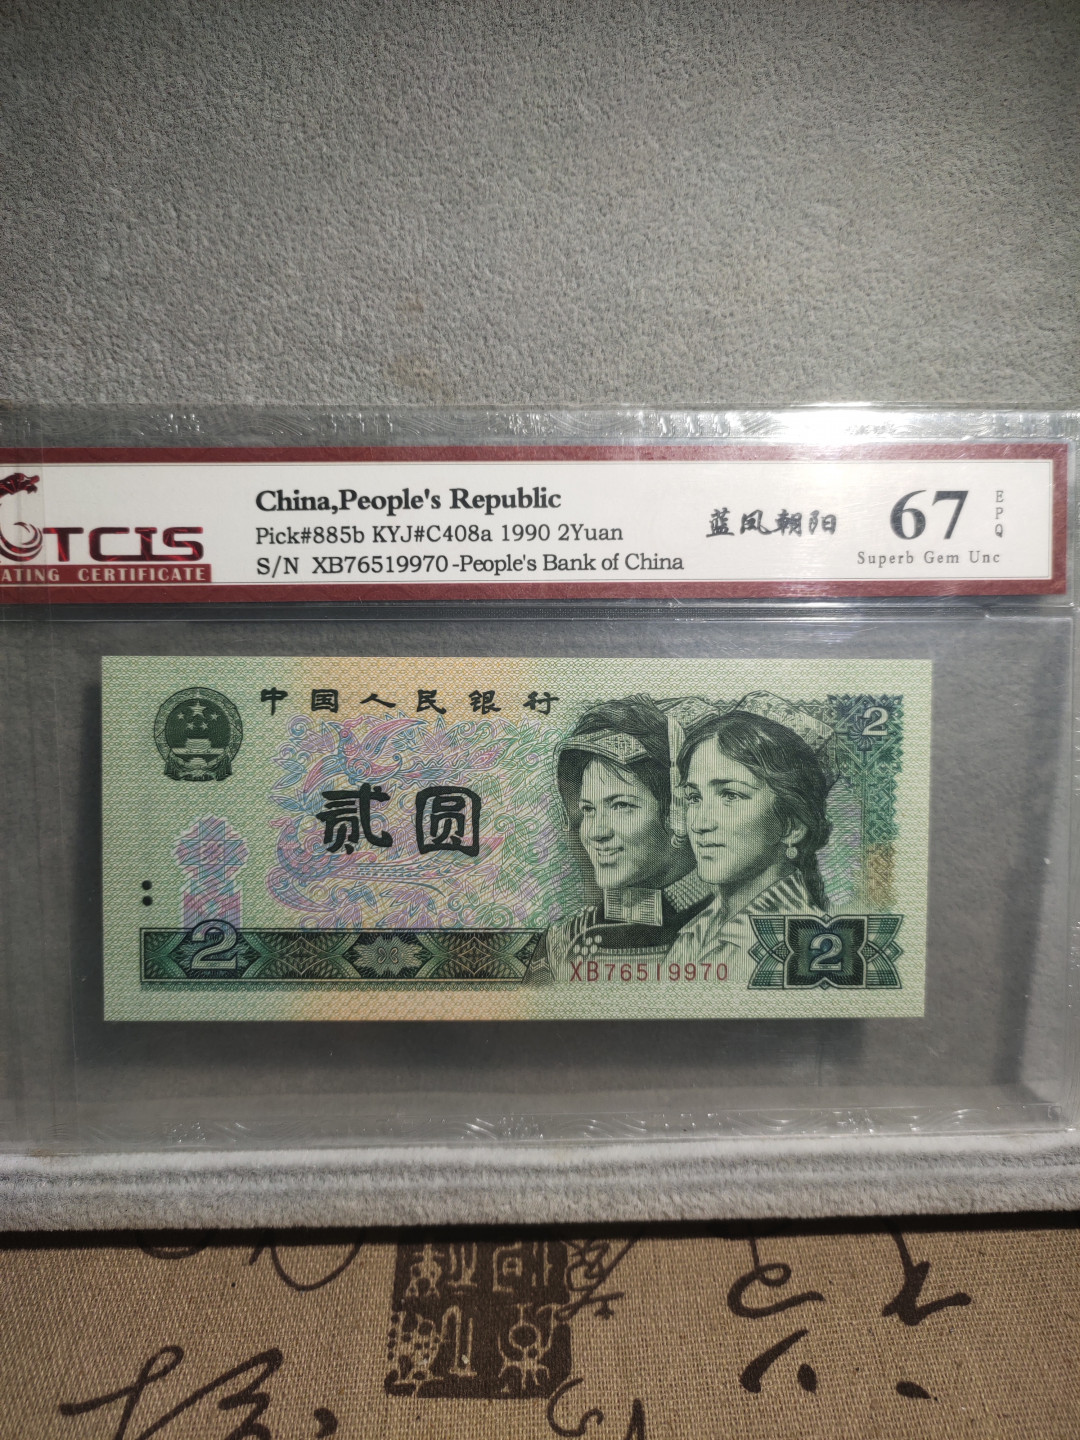 China,People's Republic
Pick#885b KYJ#C408a 1990 2Yuan
S/N XB76519970-People's Bank of China
蓝凤朝阳
67
EPQ
Superb Gem Unc
TCIS
ATING CERTIFICATE
中国人民银行
2
贰圆
2
XB76519970
2